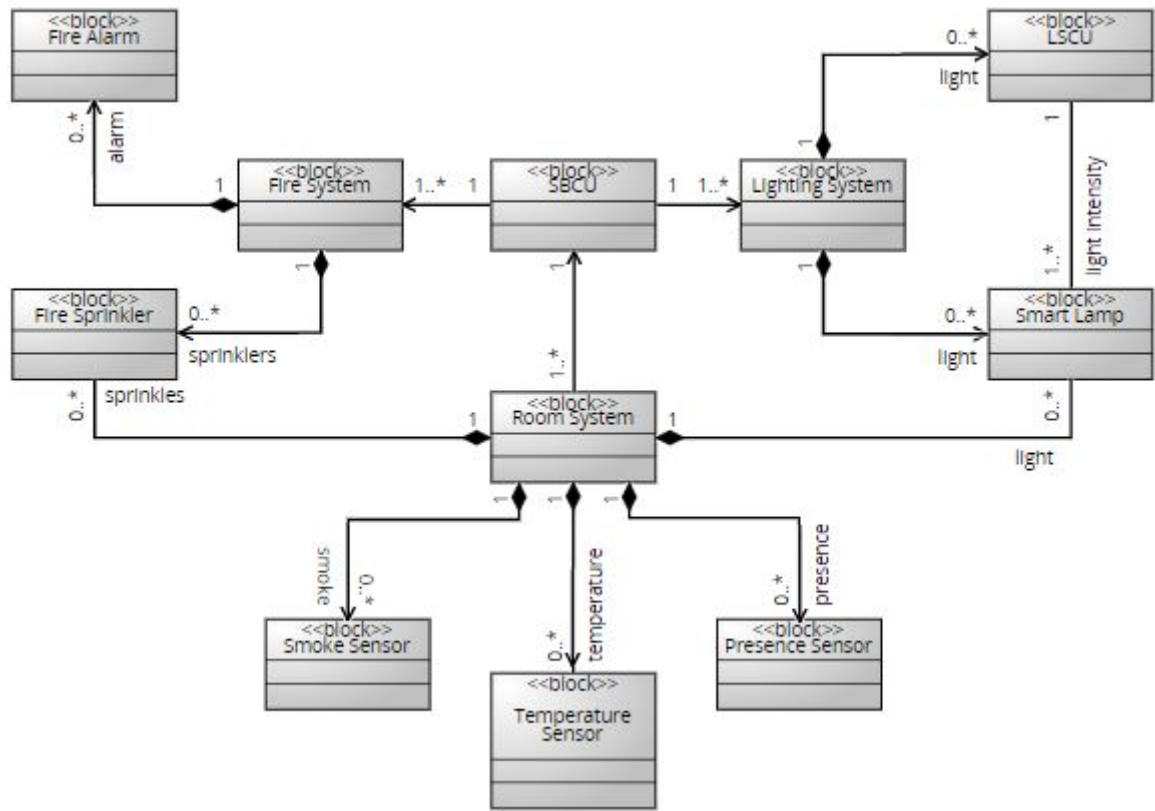 <<block>>
Fire Alarm
<<block>>
LSCU
0..*
light
0..*
alarm
1
<<block>>
Fire System
1..*
1
<<block>>
SBCU
1
1..*
<<block>>
Lighting System
1
1
light intensity
1..*
1
1
1
<<block>>
Fire Sprinkler
0..*
sprinklers
<<block>>
Smart Lamp
0..*
light
sprinkles
0..*
1..*
<<block>>
Room System
1
1
0..*
light
1
1
1
smoke
0..*
temperature
0..*
presence
0..*
<<block>>
Smoke Sensor
<<block>>
Temperature
Sensor
<<block>>
Presence Sensor